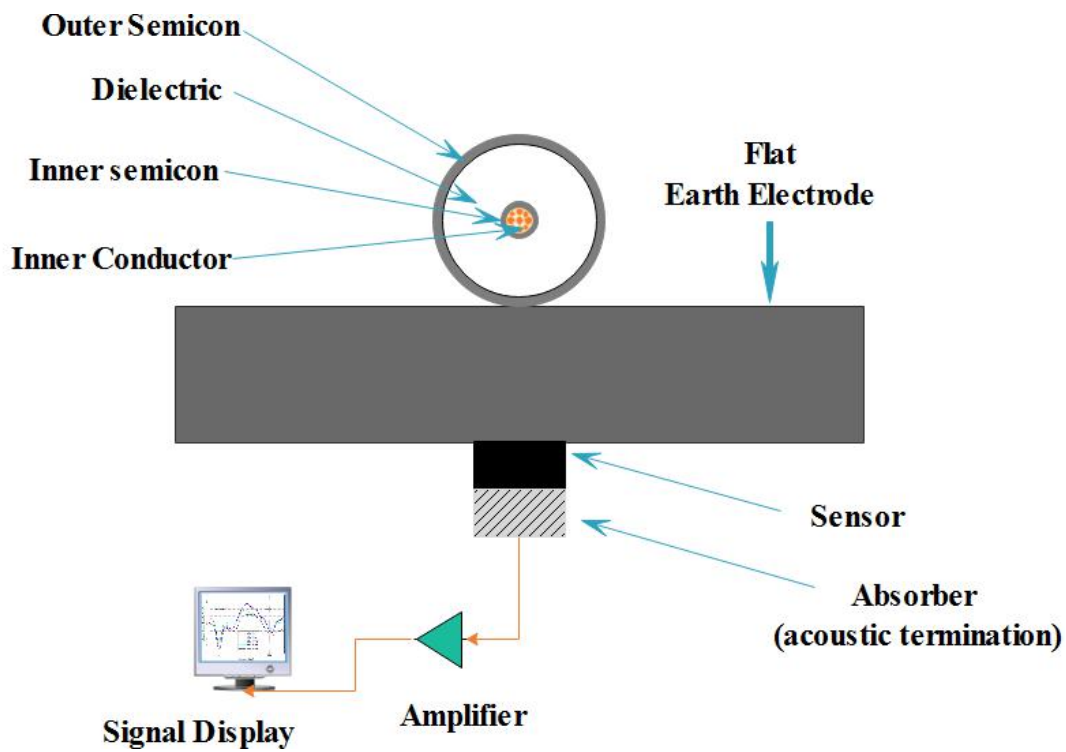 Outer Semicon
Dielectric
Inner semicon
Inner Conductor
Flat
Earth Electrode
Sensor
Absorber
(acoustic termination)
Amplifier
Signal Display